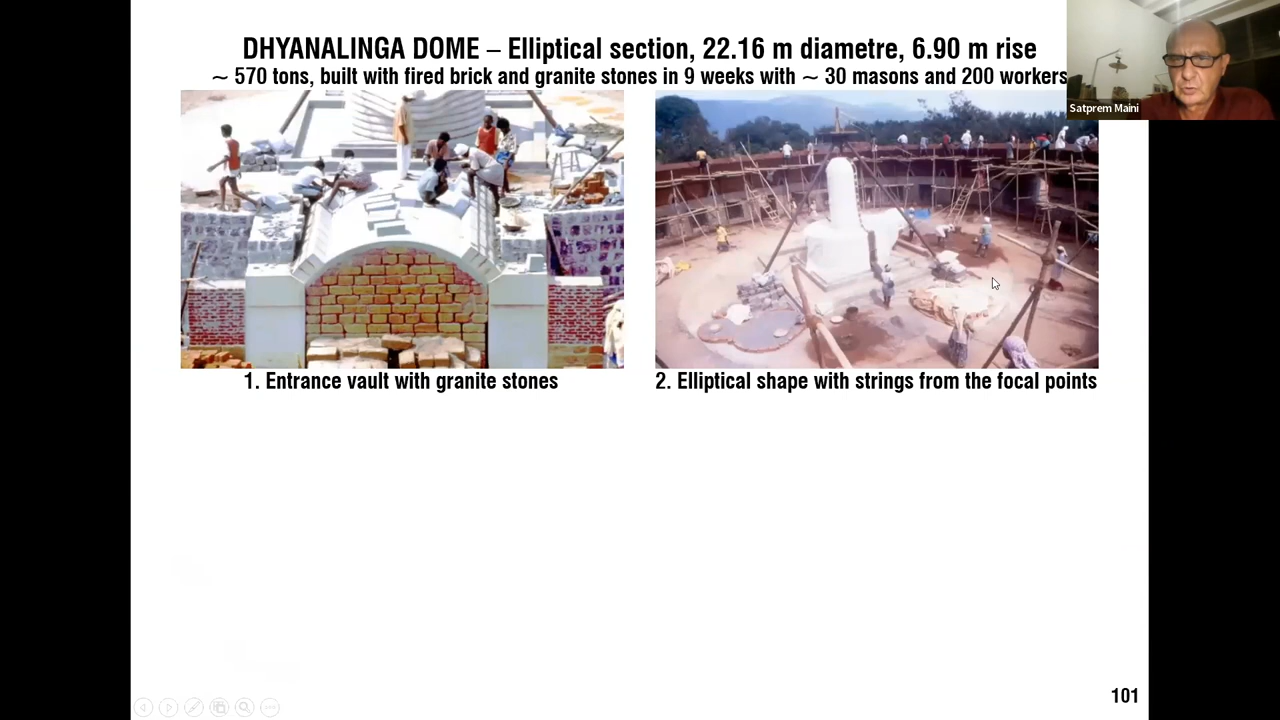 DHYANALINGA DOME – Elliptical section, 22.16 m diametre, 6.90 m rise
~ 570 tons, built with fired brick and granite stones in 9 weeks with ~ 30 masons and 200 workers
Satprem Maini
1. Entrance vault with granite stones
2. Elliptical shape with strings from the focal points
101